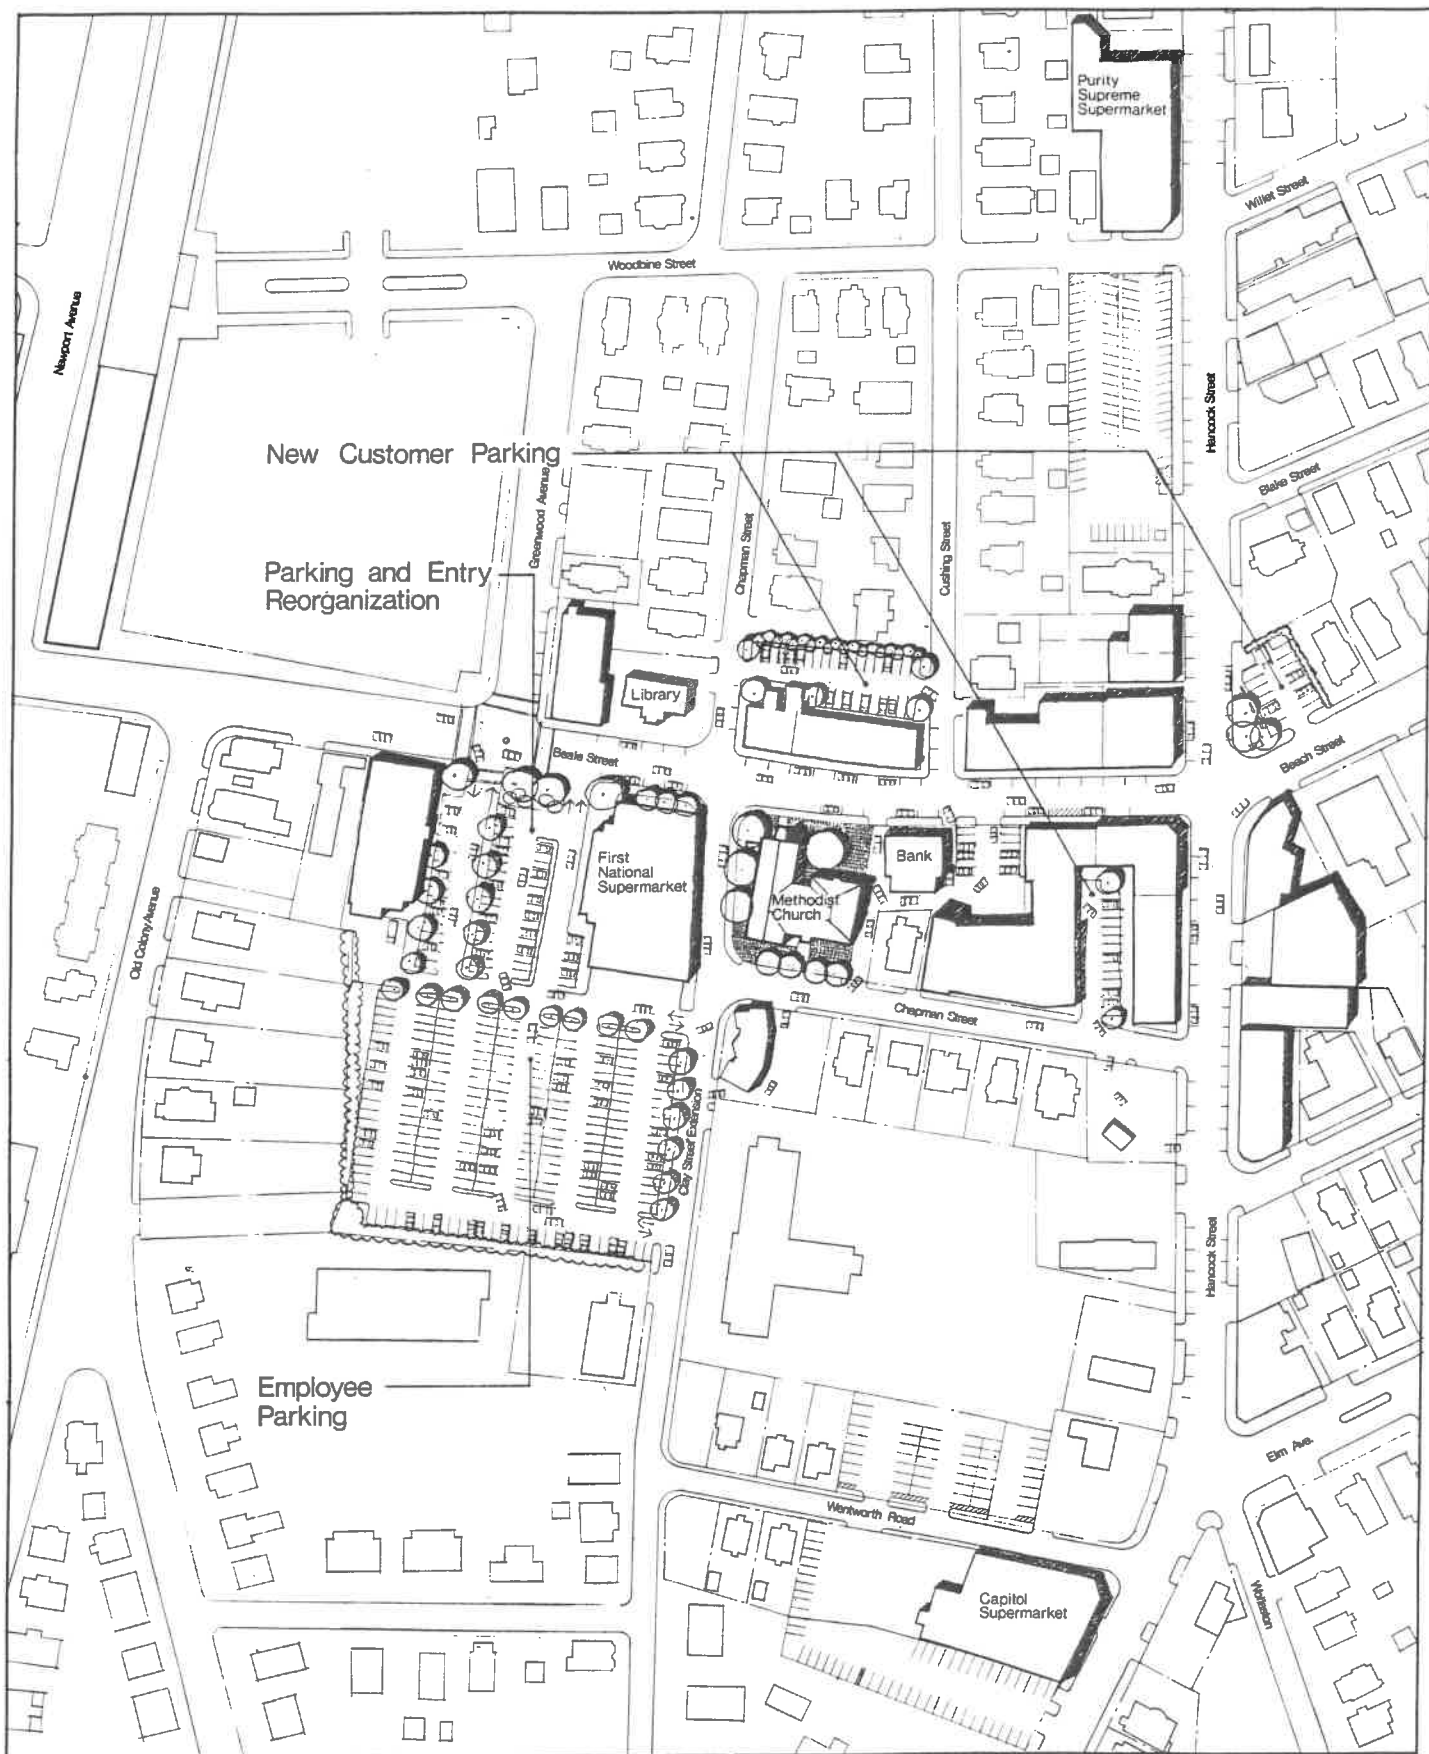 Purity
Supreme
Supermarket
Willet Street
Woodbine Street
Newport Avenue
Hancock Street
New Customer Parking
Blake Street
Greenwood Avenue
Chapman Street
Cushing Street
Parking and Entry
Reorganization
Library
Beale Street
Beach Street
First
National
Supermarket
Bank
Methodist
Church
Old Colony Avenue
Chapman Street
Clay Street Extension
Hancock Street
Employee
Parking
Elm Ave.
Wentworth Road
Capitol
Supermarket
Wollaston